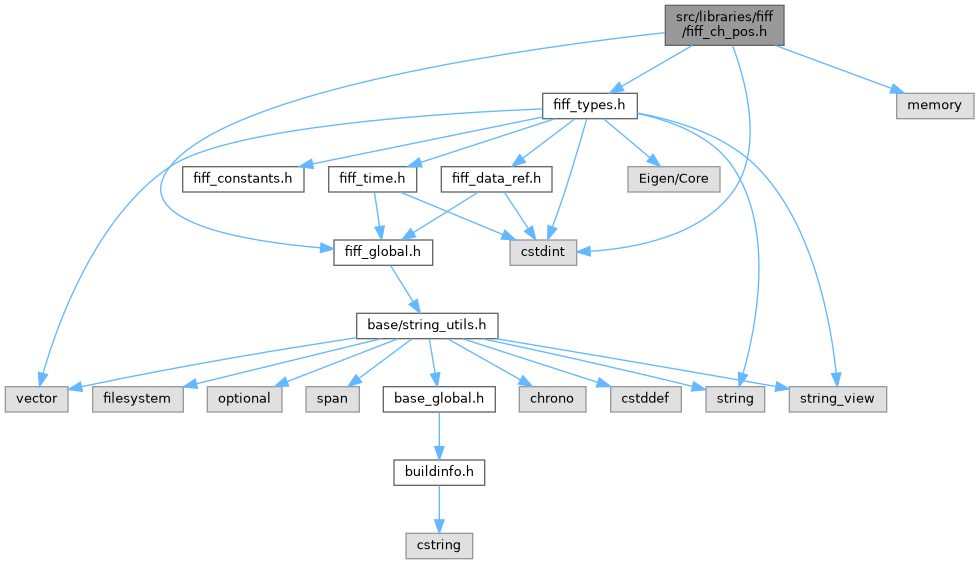 src/libraries/fiff
/fiff_ch_pos.h
fiff_types.h
memory
fiff_constants.h
fiff_time.h
fiff_data_ref.h
Eigen/Core
fiff_global.h
cstdint
base/string_utils.h
vector
filesystem
optional
span
base_global.h
chrono
cstddef
string
string_view
buildinfo.h
cstring